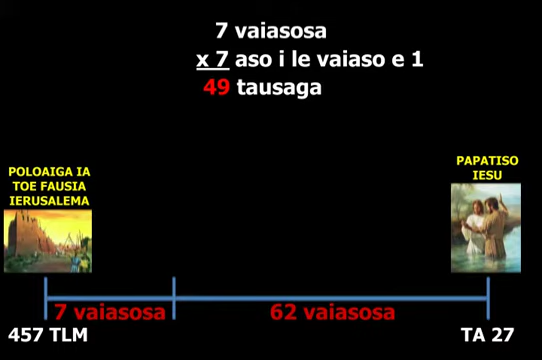 7 vaiasosa
x 7 aso i le vaiaso e 1
49 tausaga
POLOAIGA IA
TOE FAUSIA
IERUSALEMA
PAPATISO
IESU
7 vaiasosa
62 vaiasosa
457 TLM
TA 27